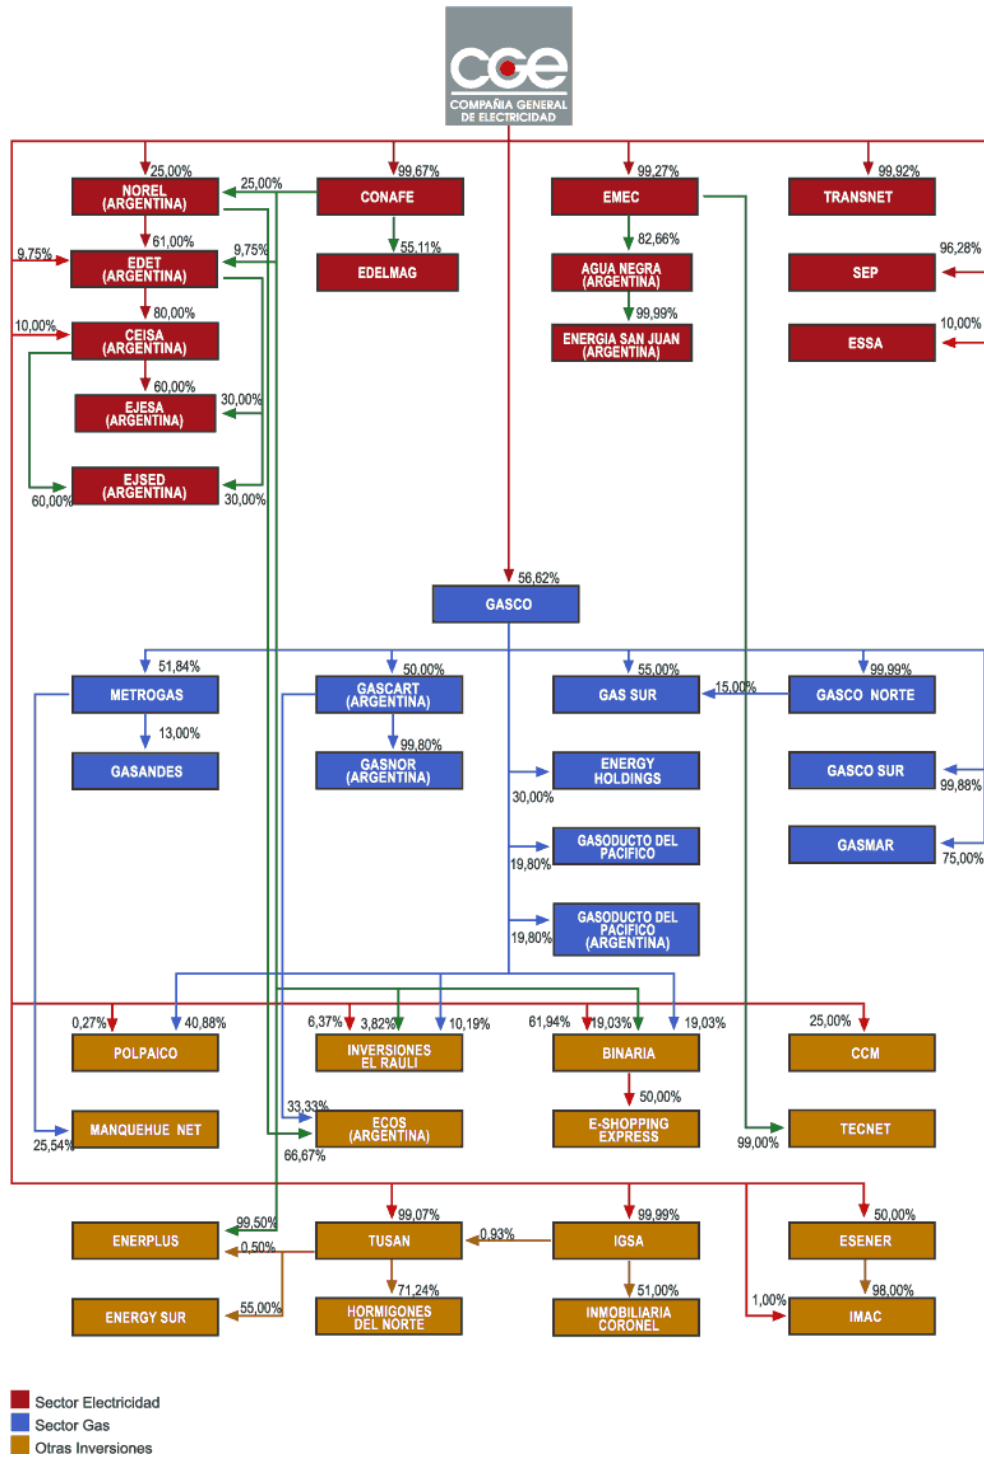 cGe
COMPAÑIA GENERAL
DE ELECTRICIDAD
25,00%
25,00%
99,67%
99,27%
99,92%
NOREL
(ARGENTINA)
CONAFE
EMEC
TRANSNET
9,75%
61,00%
9,75%
55,11%
82,66%
96,28%
EDET
(ARGENTINA)
EDELMAG
AGUA NEGRA
(ARGENTINA)
SEP
10,00%
80,00%
99,99%
10,00%
CEISA
(ARGENTINA)
ENERGIA SAN JUAN
(ARGENTINA)
ESSA
60,00%
30,00%
EJESA
(ARGENTINA)
EJSED
(ARGENTINA)
60,00%
30,00%
56,62%
GASCO
51,84%
50,00%
55,00%
99,99%
METROGAS
GASCART
(ARGENTINA)
GAS SUR
15,00%
GASCO NORTE
13,00%
99,80%
GASANDES
GASNOR
(ARGENTINA)
ENERGY
HOLDINGS
GASCO SUR
30,00%
99,88%
GASODUCTO DEL
PACIFICO
GASMAR
19,80%
75,00%
GASODUCTO DEL
PACIFICO
(ARGENTINA)
19,80%
0,27%
40,88%
6,37%
3,82%
10,19%
61,94%
19,03%
19,03%
25,00%
POLPAICO
INVERSIONES
EL RAULI
BINARIA
CCM
33,33%
50,00%
MANQUEHUE NET
ECOS
(ARGENTINA)
E-SHOPPING
EXPRESS
TECNET
25,54%
66,67%
99,00%
99,50%
99,07%
99,99%
50,00%
ENERPLUS
0,50%
TUSAN
0,93%
IGSA
ESENER
55,00%
71,24%
51,00%
1,00%
98,00%
ENERGY SUR
HORMIGONES
DEL NORTE
INMOBILIARIA
CORONEL
IMAC
Sector Electricidad
Sector Gas
Otras Inversiones